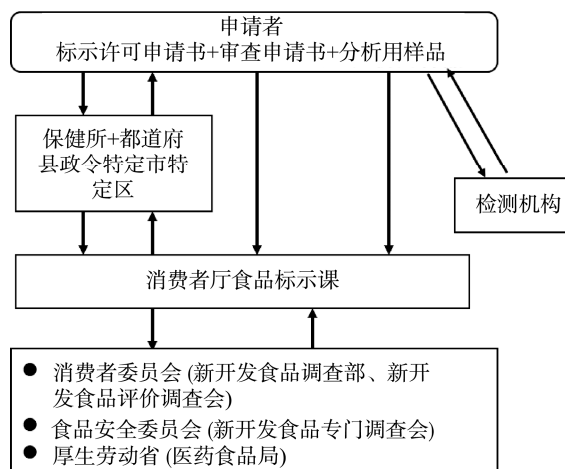 申请者
标示许可申请书+审查申请书+分析用样品
保健所+都道府
县政令特定市特
定区
检测机构
消费者厅食品标示课
● 消费者委员会 (新开发食品调查部、新开
发食品评价调查会)
● 食品安全委员会 (新开发食品专门调查会)
● 厚生劳动省 (医药食品局)